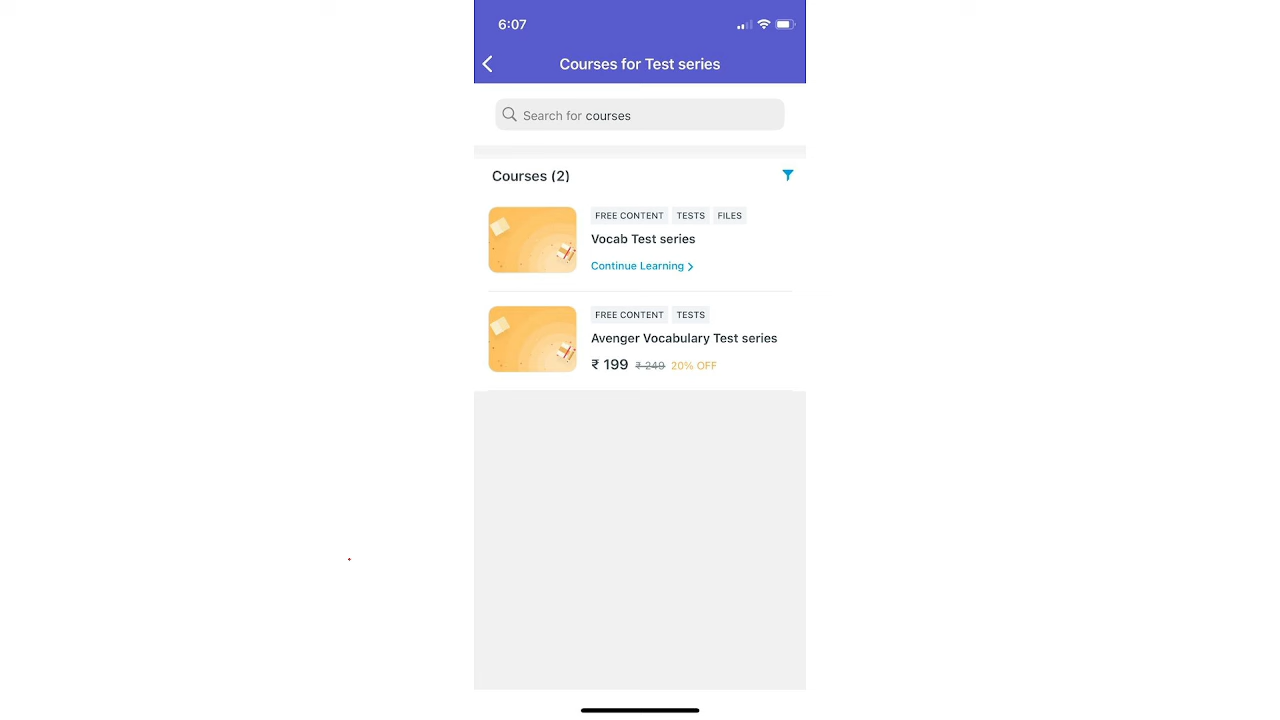 6:07
Courses for Test series
Search for courses
Courses (2)
FREE CONTENT TESTS FILES
Vocab Test series
Continue Learning
FREE CONTENT TESTS
Avenger Vocabulary Test series
₹ 199 ₹ 249 20% OFF